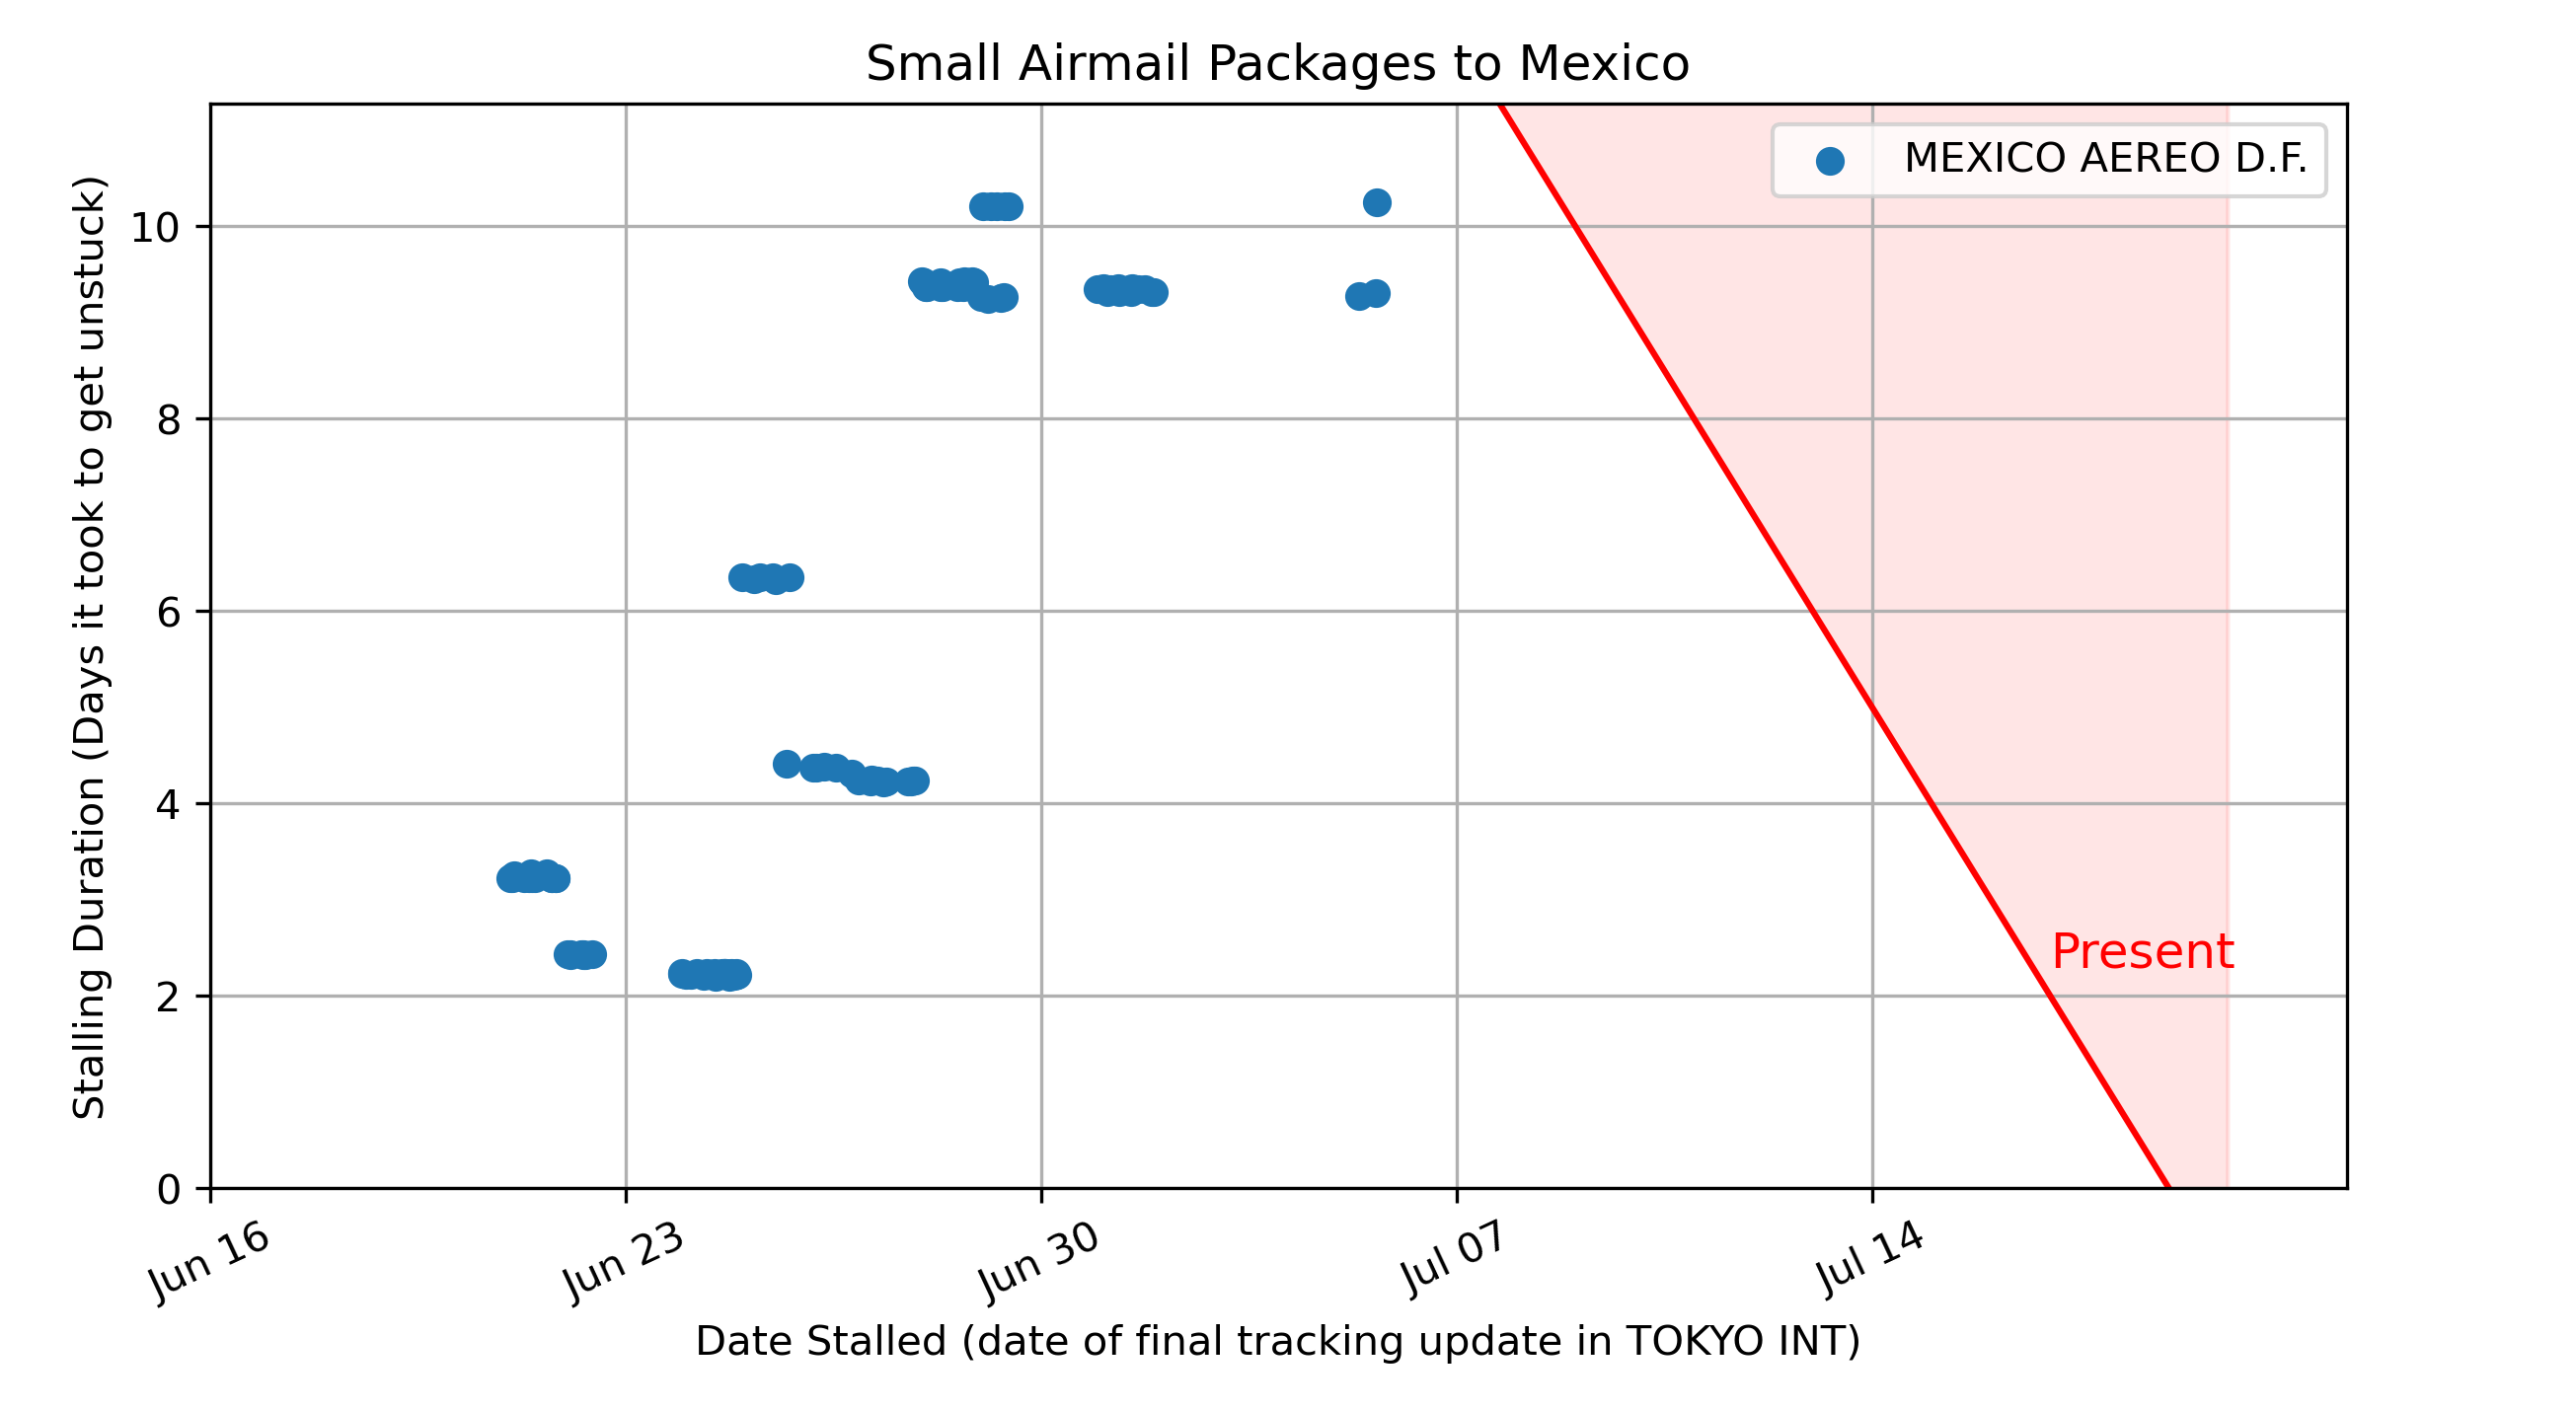 Small Airmail Packages to Mexico
MEXICO AEREO D.F.
Stalling Duration (Days it took to get unstuck)
10
8
6
4
2
0
Present
Jun 16
Jun 23
Jun 30
Jul 07
Jul 14
Date Stalled (date of final tracking update in TOKYO INT)